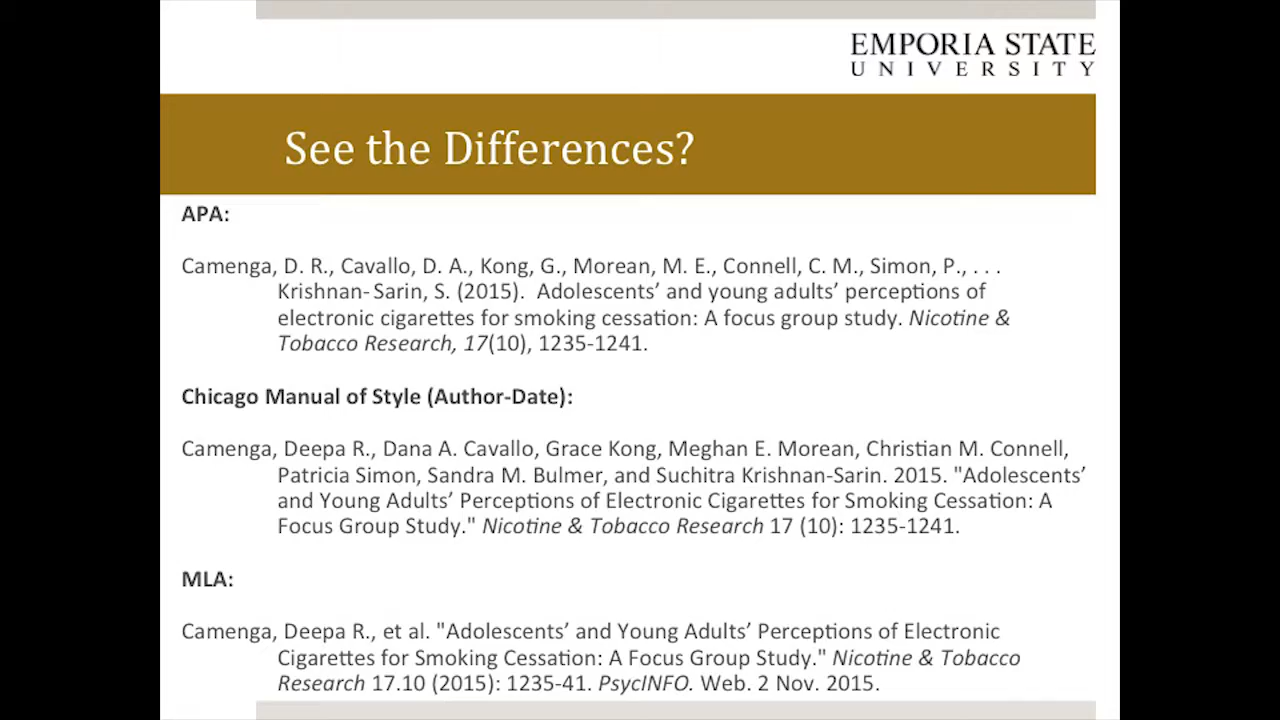 EMPORIA STATE
UNIVERSITY
See the Differences?
APA:
Camenga, D. R., Cavallo, D. A., Kong, G., Morean, M. E., Connell, C. M., Simon, P., . . .
Krishnan- Sarin, S. (2015).  Adolescents’ and young adults’ perceptions of
electronic cigarettes for smoking cessation: A focus group study. Nicotine &
Tobacco Research, 17(10), 1235-1241.
Chicago Manual of Style (Author-Date):
Camenga, Deepa R., Dana A. Cavallo, Grace Kong, Meghan E. Morean, Christian M. Connell,
Patricia Simon, Sandra M. Bulmer, and Suchitra Krishnan-Sarin. 2015. "Adolescents’
and Young Adults’ Perceptions of Electronic Cigarettes for Smoking Cessation: A
Focus Group Study." Nicotine & Tobacco Research 17 (10): 1235-1241.
MLA:
Camenga, Deepa R., et al. "Adolescents’ and Young Adults’ Perceptions of Electronic
Cigarettes for Smoking Cessation: A Focus Group Study." Nicotine & Tobacco
Research 17.10 (2015): 1235-41. PsycINFO. Web. 2 Nov. 2015.